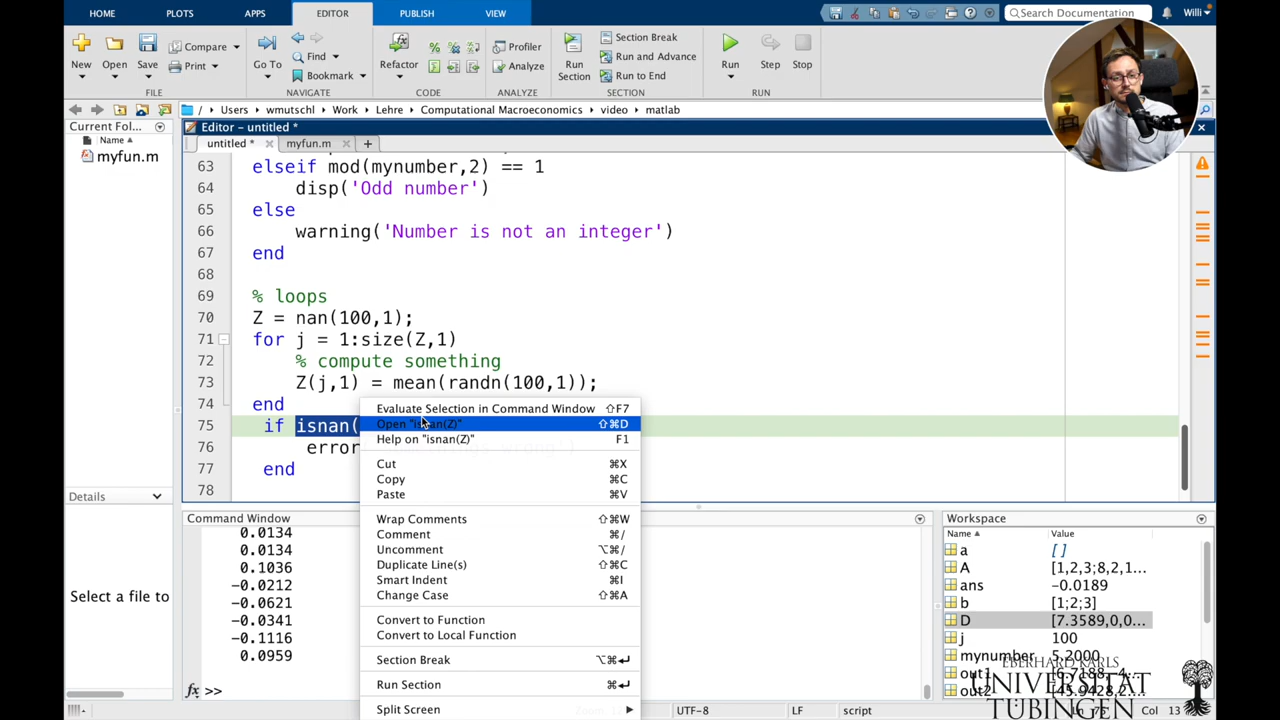 HOME PLOTS APPS EDITOR PUBLISH VIEW Search Documentation Willi
New Open Save Compare Print Go To Find Bookmark Refactor Profiler Analyze Run Section Section Break Run and Advance Run to End Run Step Stop
FILE NAVIGATE CODE ANALYZE SECTION RUN
/ Users wmutschl Work Lehre Computational Macroeconomics video matlab
Current Fol...
Name
myfun.m
Editor - untitled *
untitled * myfun.m +
63 elseif mod(mynumber,2) == 1
64 disp('Odd number')
65 else
66 warning('Number is not an integer')
67 end
68
69 % loops
70 Z = nan(100,1);
71 for j = 1:size(Z,1)
72 % compute something
73 Z(j,1) = mean(randn(100,1));
74 end
75 if isnan(
76 error
77 end
78
Evaluate Selection in Command Window ⇧F7
Open "isnan(Z)" ⇧⌘D
Help on "isnan(Z)" F1
Cut ⌘X
Copy ⌘C
Paste ⌘V
Wrap Comments ⇧⌘W
Comment ⌘/
Uncomment ⌥⌘/
Duplicate Line(s) ⇧⌘C
Smart Indent ⌘I
Change Case ⇧⌘A
Convert to Function
Convert to Local Function
Section Break ⌥⌘↵
Run Section ⌘↵
Split Screen
Details
Select a file to
Command Window
0.0134
0.0134
0.1036
-0.0212
-0.0621
-0.0341
-0.1116
0.0959
fx >>
Workspace
Name Value
a []
A [1,2,3;8,2,1...
ans -0.0189
b [1;2;3]
D [7.3589,0,0...
j 100
mynumber 5.2000
out1
out2
EBERHARD KARLS
UNIVERSITÄT
TÜBINGEN
UTF-8 LF script Col 13